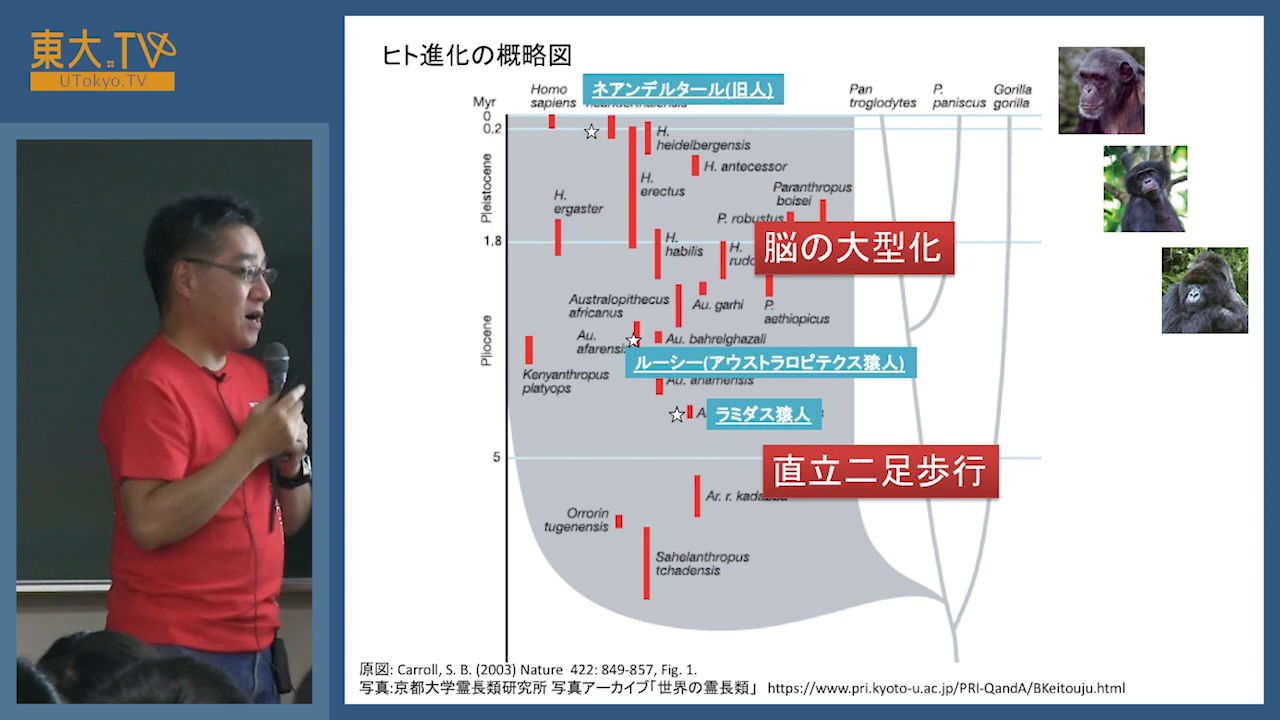 東大.TV
UTokyo.TV
ヒト進化の概略図
Homo
sapiens
ネアンデルタール(旧人)
Pan
troglodytes
P.
paniscus
Gorilla
gorilla
Myr
0
0.2
H.
heidelbergensis
H. antecessor
Pleistocene
H.
erectus
Paranthropus
boisei
H.
ergaster
P. robustus
1.8
H.
habilis
H.
脳の大型化
Australopithecus
africanus
Au. garhi
P.
aethiopicus
Pliocene
Au.
afarensis
Au. bahrelghazali
ルーシー(アウストラロピテクス猿人)
Kenyanthropus
platyops
Au. anamensis
ラミダス猿人
5
直立二足歩行
Ar. r. kadabba
Orrorin
tugenensis
Sahelanthropus
tchadensis
原図: Carroll, S. B. (2003) Nature 422: 849-857, Fig. 1.
写真:京都大学霊長類研究所 写真アーカイブ「世界の霊長類」 https://www.pri.kyoto-u.ac.jp/PRI-QandA/BKeitouju.html